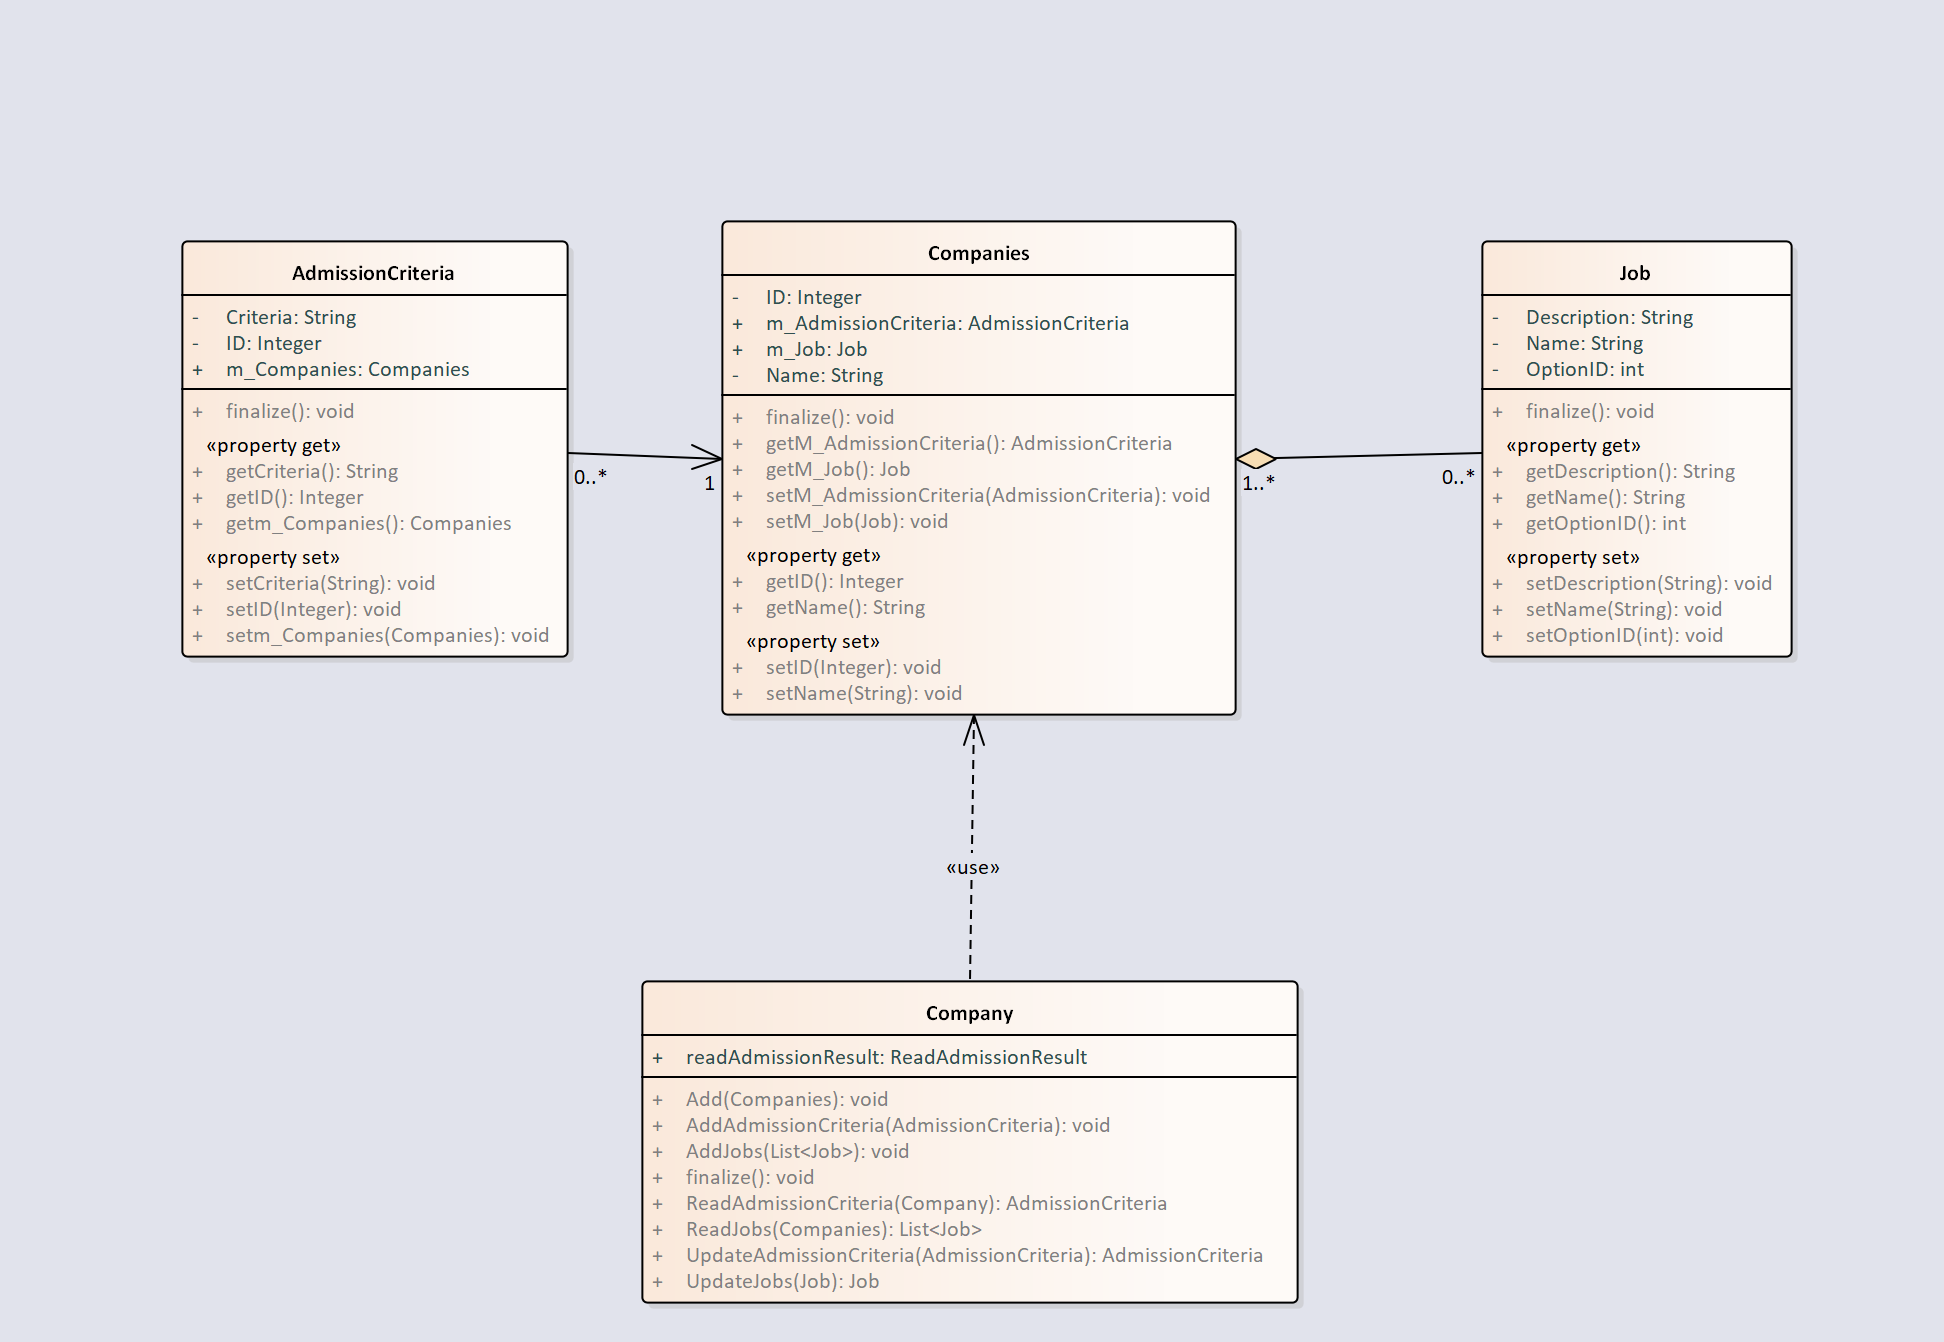 AdmissionCriteria
- Criteria: String
- ID: Integer
+ m_Companies: Companies
+ finalize(): void
«property get»
+ getCriteria(): String
+ getID(): Integer
+ getm_Companies(): Companies
«property set»
+ setCriteria(String): void
+ setID(Integer): void
+ setm_Companies(Companies): void
0..*
1
Companies
- ID: Integer
+ m_AdmissionCriteria: AdmissionCriteria
+ m_Job: Job
- Name: String
+ finalize(): void
+ getM_AdmissionCriteria(): AdmissionCriteria
+ getM_Job(): Job
+ setM_AdmissionCriteria(AdmissionCriteria): void
+ setM_Job(Job): void
«property get»
+ getID(): Integer
+ getName(): String
«property set»
+ setID(Integer): void
+ setName(String): void
1..*
0..*
Job
- Description: String
- Name: String
- OptionID: int
+ finalize(): void
«property get»
+ getDescription(): String
+ getName(): String
+ getOptionID(): int
«property set»
+ setDescription(String): void
+ setName(String): void
+ setOptionID(int): void
«use»
Company
+ readAdmissionResult: ReadAdmissionResult
+ Add(Companies): void
+ AddAdmissionCriteria(AdmissionCriteria): void
+ AddJobs(List<Job>): void
+ finalize(): void
+ ReadAdmissionCriteria(Company): AdmissionCriteria
+ ReadJobs(Companies): List<Job>
+ UpdateAdmissionCriteria(AdmissionCriteria): AdmissionCriteria
+ UpdateJobs(Job): Job